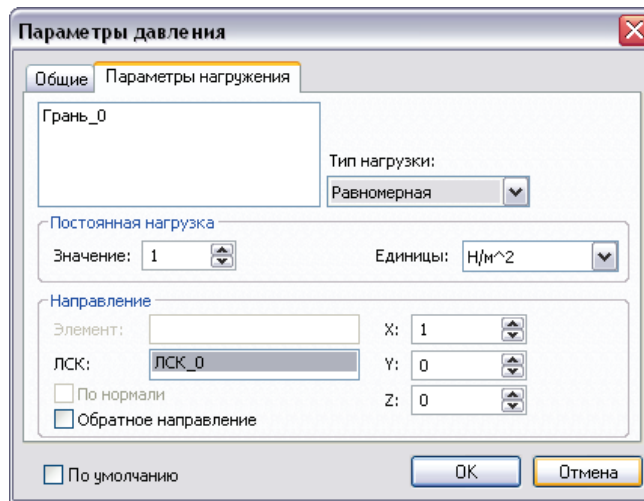 Параметры давления
Общие Параметры нагружения
Грань_0
Тип нагрузки:
Равномерная
Постоянная нагрузка
Значение: 1 Единицы: Н/м^2
Направление
Элемент: X: 1
ЛСК: ЛСК_0 Y: 0
По нормали Z: 0
Обратное направление
По умолчанию OK Отмена